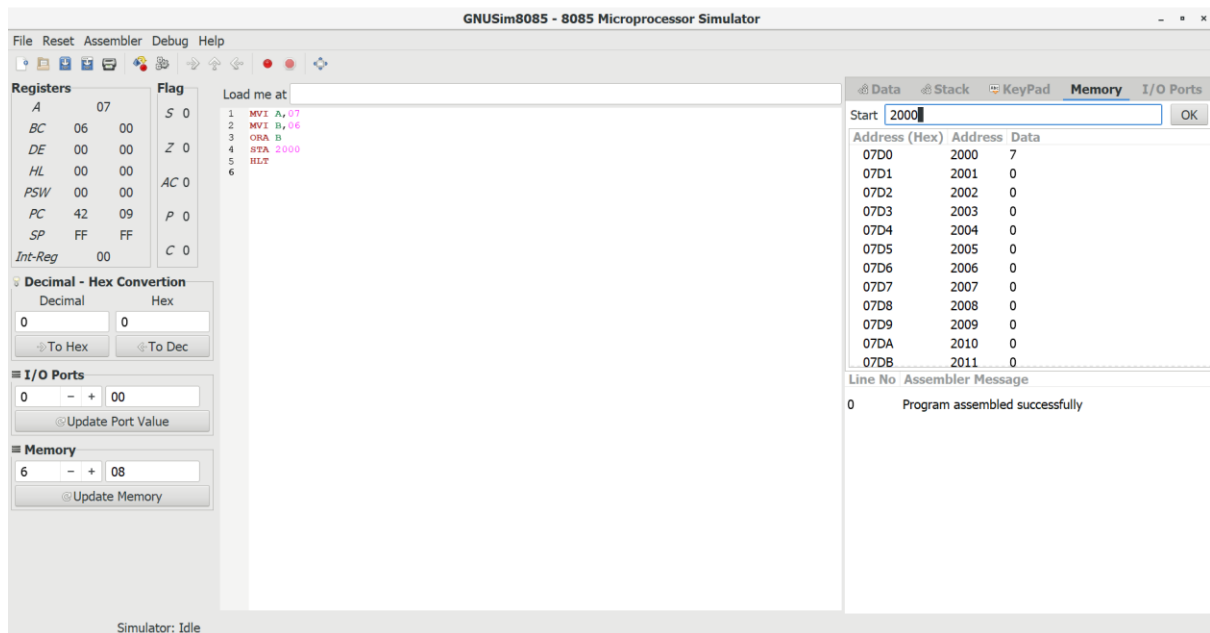 GNUSim8085 - 8085 Microprocessor Simulator
File Reset Assembler Debug Help
Registers
A 07
BC 06 00
DE 00 00
HL 00 00
PSW 00 00
PC 42 09
SP FF FF
Int-Reg 00
Flag
S 0
Z 0
AC 0
P 0
C 0
Decimal - Hex Convertion
Decimal Hex
0 0
To Hex To Dec
I/O Ports
0 - + 00
Update Port Value
Memory
6 - + 08
Update Memory
Load me at
1 MVI A,07
2 MVI B,06
3 ORA B
4 STA 2000
5 HLT
6
Data Stack KeyPad Memory I/O Ports
Start 2000 OK
Address (Hex) Address Data
07D0 2000 7
07D1 2001 0
07D2 2002 0
07D3 2003 0
07D4 2004 0
07D5 2005 0
07D6 2006 0
07D7 2007 0
07D8 2008 0
07D9 2009 0
07DA 2010 0
07DB 2011 0
Line No Assembler Message
0 Program assembled successfully
Simulator: Idle